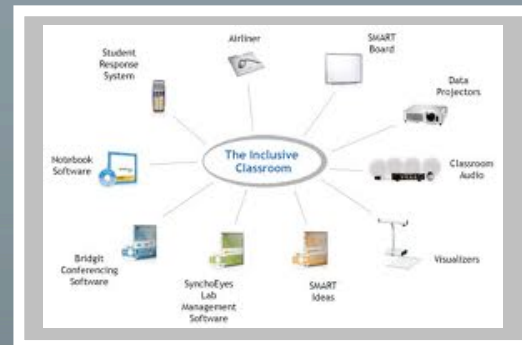 Airliner
SMART
Board
Student
Response
System
Data
Projectors
Notebook
Software
The Inclusive
Classroom
Classroom
Audio
Bridgit
Conferencing
Software
SynchoEyes
Lab
Management
Software
SMART
Ideas
Visualizers